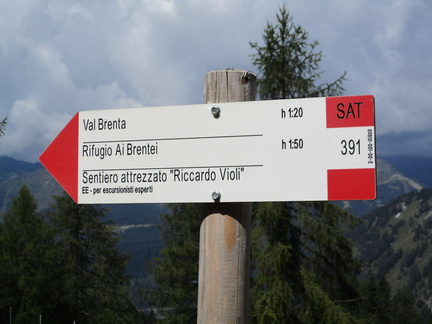 Val Brenta h 1:20
Rifugio Ai Brentei h 1:50
Sentiero attrezzato "Riccardo Violi"
EE - per escursionisti esperti
SAT
391